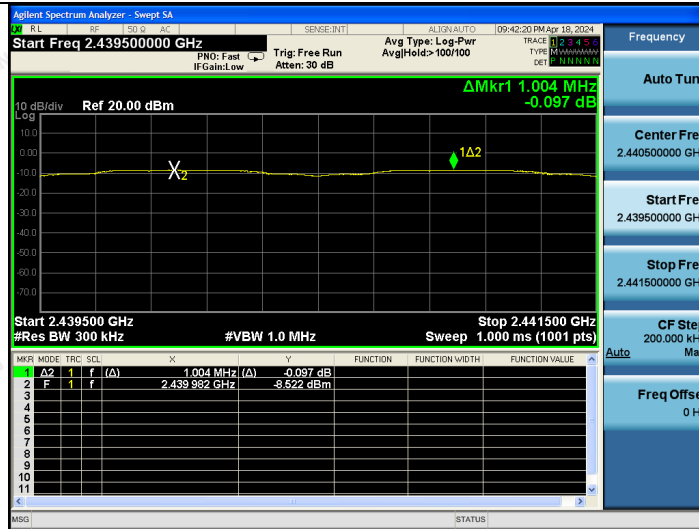 Agilent Spectrum Analyzer - Swept SA
LXI RL RF 50 Ω AC SENSE:INT ALIGNAUTO 09:42:20 PM Apr 18, 2024
Start Freq 2.439500000 GHz
PNO: Fast
IFGain:Low
Trig: Free Run
Atten: 30 dB
Avg Type: Log-Pwr
Avg|Hold:>100/100
TRACE 1 2 3 4 5 6
TYPE M W W W W W
DET P N N N N N
ΔMkr1 1.004 MHz
-0.097 dB
10 dB/div Ref 20.00 dBm
Log
10.0
0.00
-10.0
-20.0
-30.0
-40.0
-50.0
-60.0
-70.0
X2
1Δ2
Start 2.439500 GHz Stop 2.441500 GHz
#Res BW 300 kHz #VBW 1.0 MHz Sweep 1.000 ms (1001 pts)
MKR MODE TRC SCL X Y FUNCTION FUNCTION WIDTH FUNCTION VALUE
1 Δ2 1 f (Δ) 1.004 MHz (Δ) -0.097 dB
2 F 1 f 2.439 982 GHz -8.522 dBm
3
4
5
6
7
8
9
10
11
MSG STATUS
Frequency
Auto Tun
Center Fre
2.440500000 GH
Start Fre
2.439500000 GH
Stop Fre
2.441500000 GH
CF Ste
200.000 kH
Auto Ma
Freq Offse
0 H